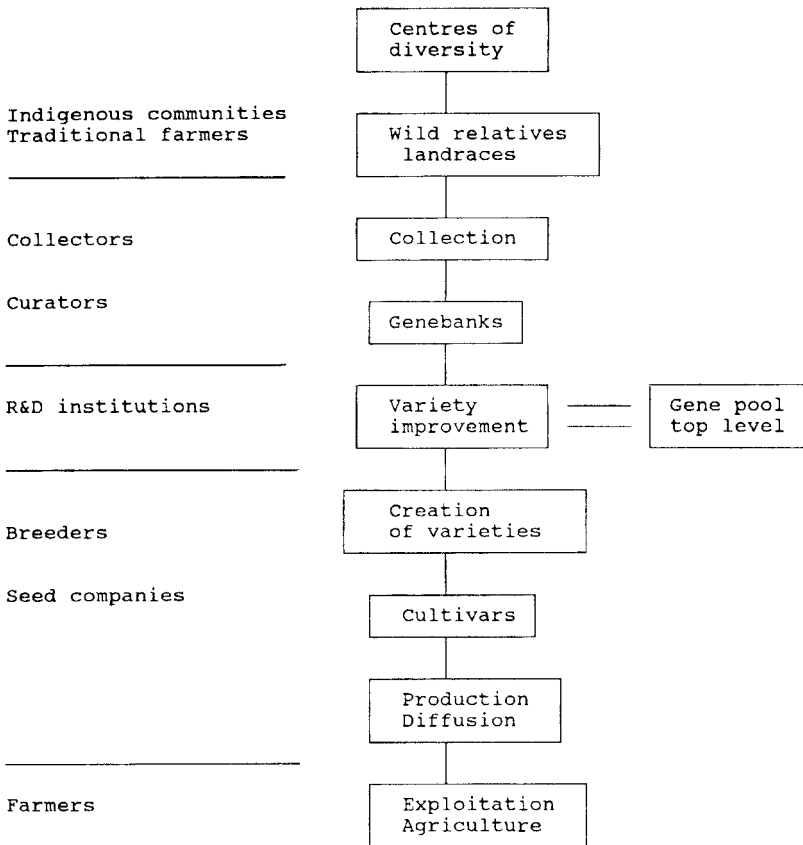 Centres of
diversity
Indigenous communities
Traditional farmers
Wild relatives
landraces
Collectors
Collection
Curators
Genebanks
R&D institutions
Variety
improvement
Gene pool
top level
Creation
of varieties
Breeders
Seed companies
Cultivars
Production
Diffusion
Farmers
Exploitation
Agriculture